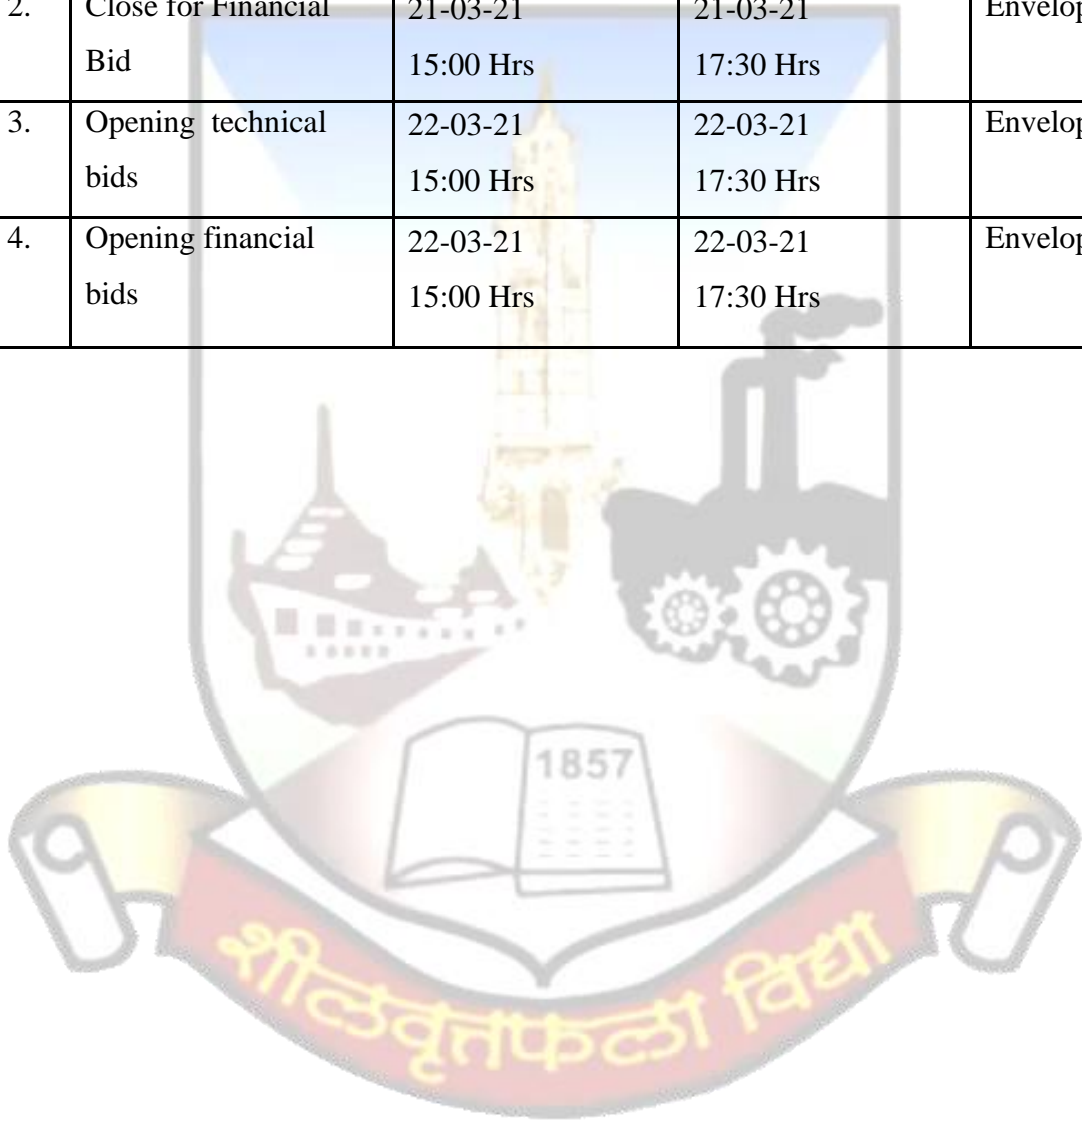 2. Close for Financial 21-03-21 21-03-21
Bid 15:00 Hrs 17:30 Hrs
3. Opening technical 22-03-21 22-03-21
bids 15:00 Hrs 17:30 Hrs
4. Opening financial 22-03-21 22-03-21
bids 15:00 Hrs 17:30 Hrs
1857
शीलवृतफला विद्या